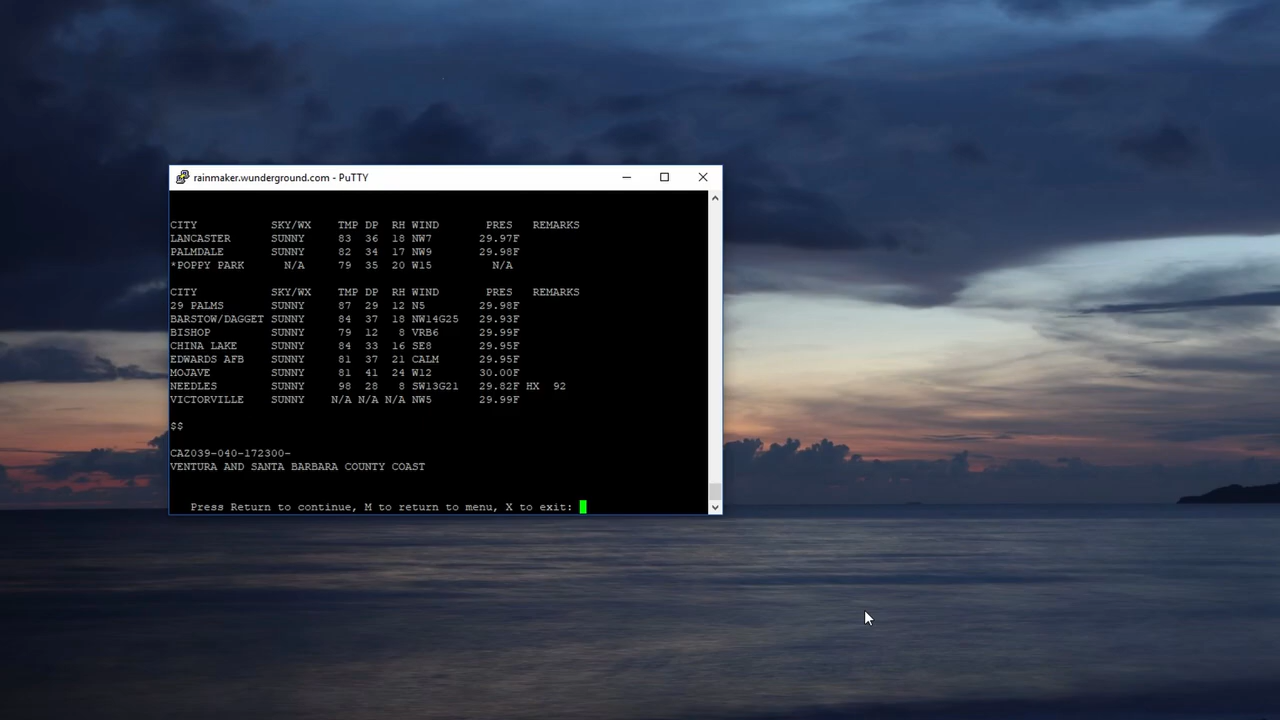 rainmaker.wunderground.com - PuTTY
CITY SKY/WX TMP DP RH WIND PRES REMARKS
LANCASTER SUNNY 83 36 18 NW7 29.97F
PALMDALE SUNNY 82 34 17 NW9 29.98F
*POPPY PARK N/A 79 35 20 W15 N/A
CITY SKY/WX TMP DP RH WIND PRES REMARKS
29 PALMS SUNNY 87 29 12 N5 29.98F
BARSTOW/DAGGET SUNNY 84 37 18 NW14G25 29.93F
BISHOP SUNNY 79 12 8 VRB6 29.99F
CHINA LAKE SUNNY 84 33 16 SE8 29.95F
EDWARDS AFB SUNNY 81 37 21 CALM 29.95F
MOJAVE SUNNY 81 41 24 W12 30.00F
NEEDLES SUNNY 98 28 8 SW13G21 29.82F HX 92
VICTORVILLE SUNNY N/A N/A N/A NW5 29.99F
$$
CAZ039-040-172300-
VENTURA AND SANTA BARBARA COUNTY COAST
Press Return to continue, M to return to menu, X to exit: